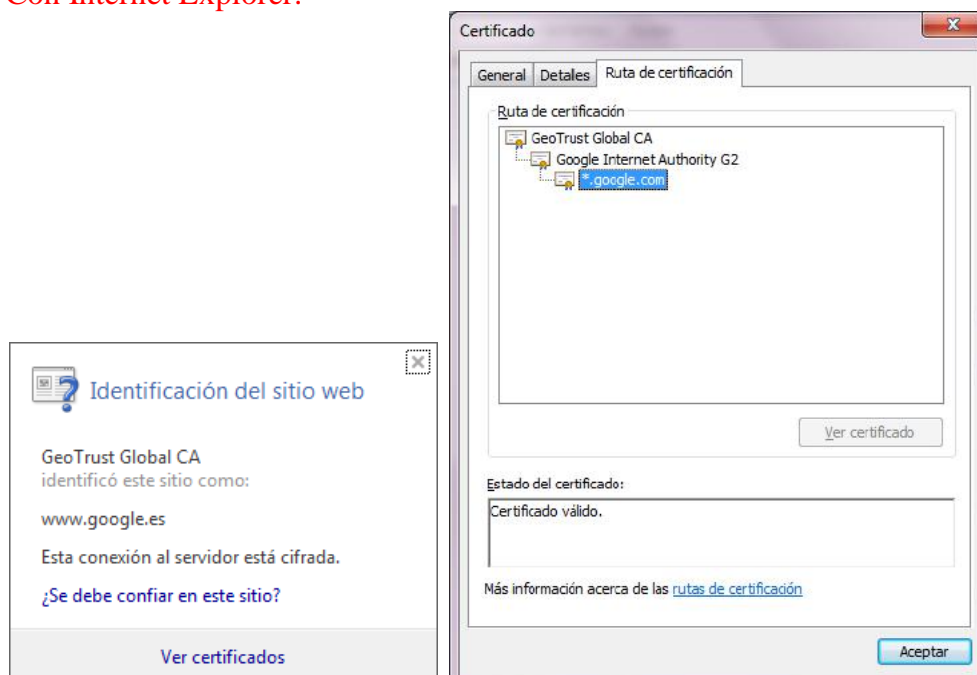 Con Internet Explorer:
Identificación del sitio web
GeoTrust Global CA
identificó este sitio como:
www.google.es
Esta conexión al servidor está cifrada.
¿Se debe confiar en este sitio?
Ver certificados
Certificado
General Detalles Ruta de certificación
Ruta de certificación
GeoTrust Global CA
Google Internet Authority G2
*.google.com
Ver certificado
Estado del certificado:
Certificado válido.
Más información acerca de las rutas de certificación
Aceptar